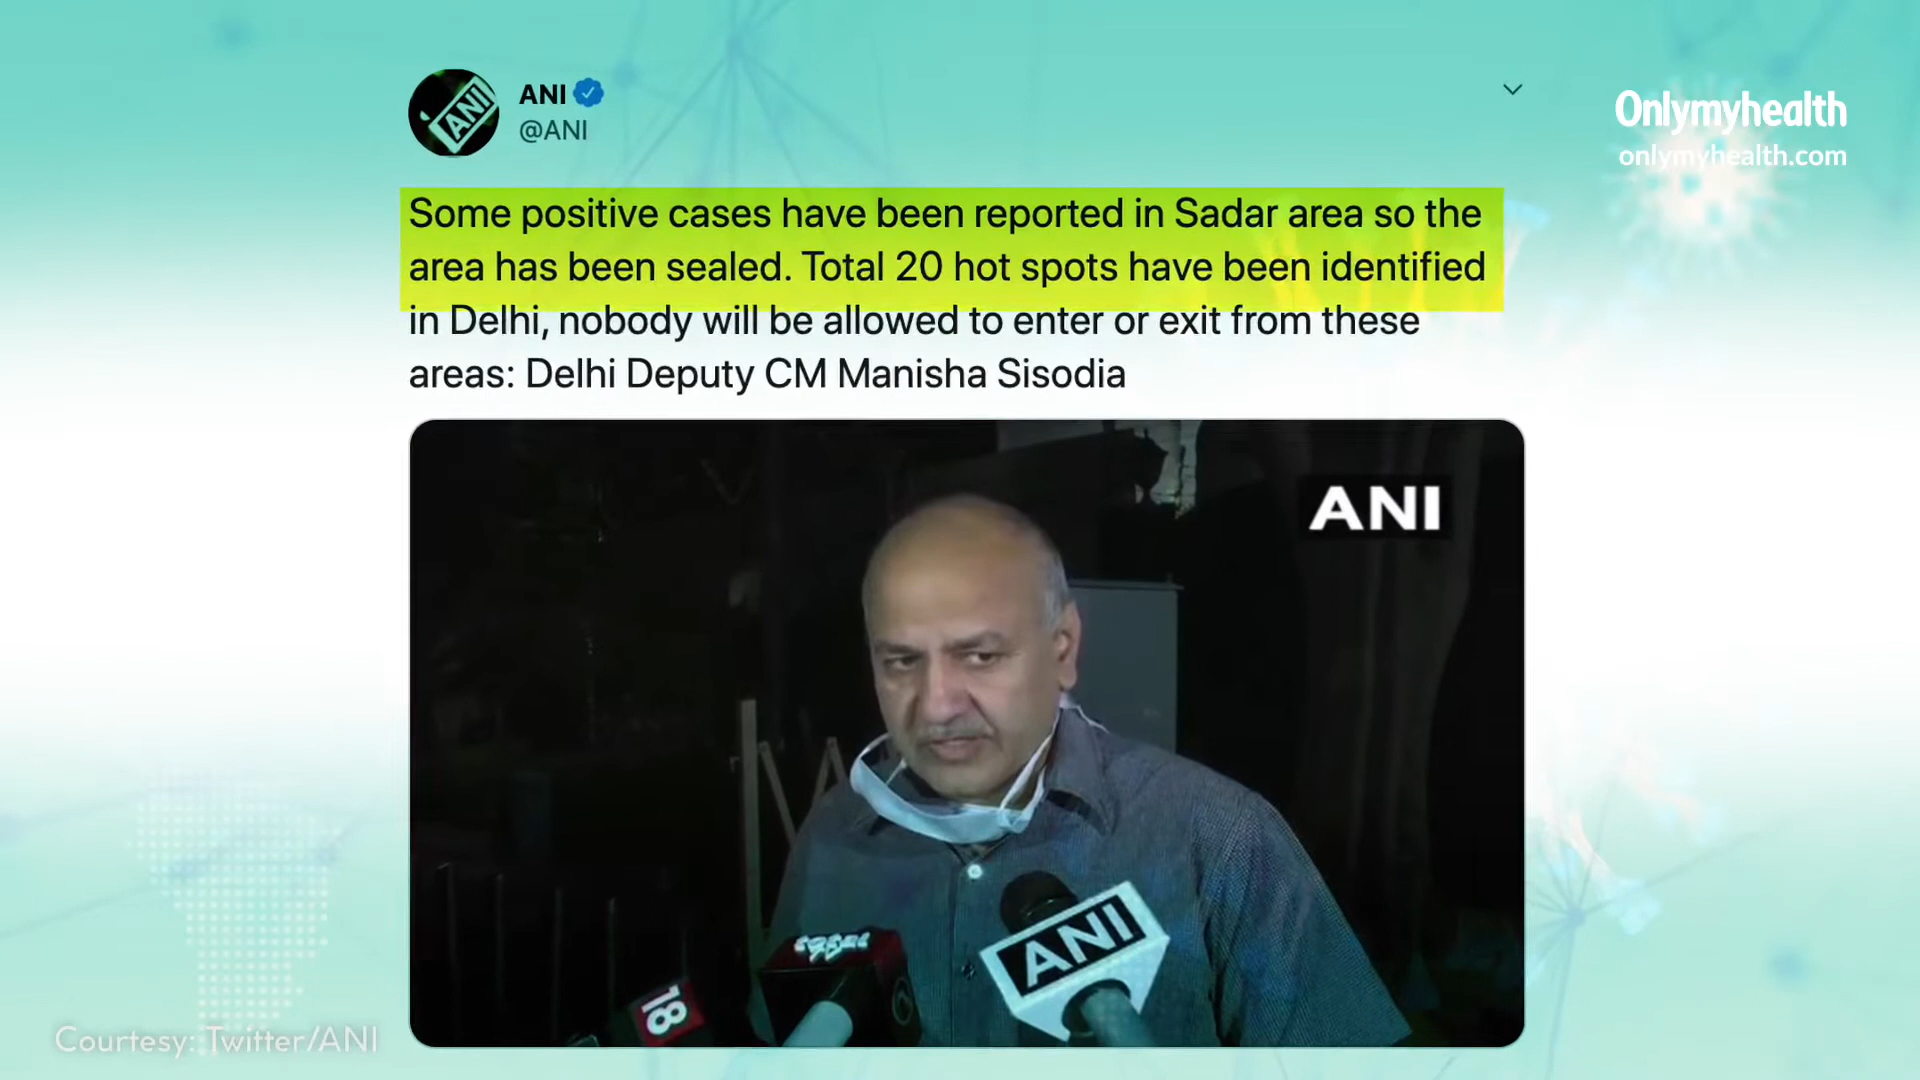 ANI
@ANI
Onlymyhealth
onlymyhealth.com
Some positive cases have been reported in Sadar area so the
area has been sealed. Total 20 hot spots have been identified
in Delhi, nobody will be allowed to enter or exit from these
areas: Delhi Deputy CM Manisha Sisodia
ANI
ANI
18
ANI
Courtesy: Twitter/ANI